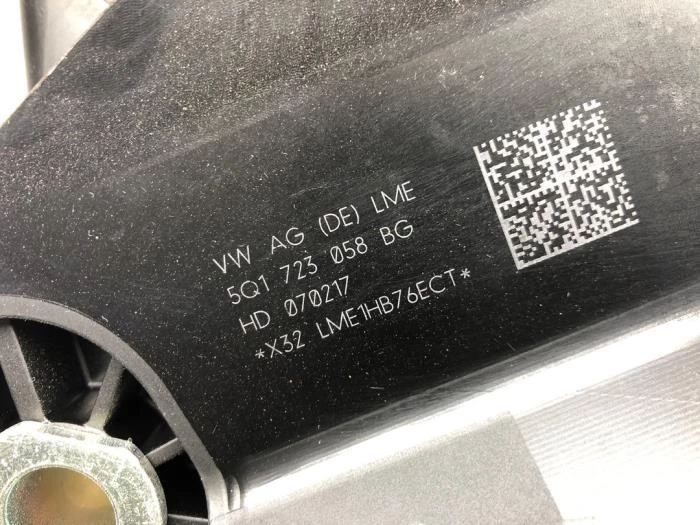 VW AG (DE) LME
5Q1 723 058 BG
HD 070217
*X32 LME1HB76ECT*